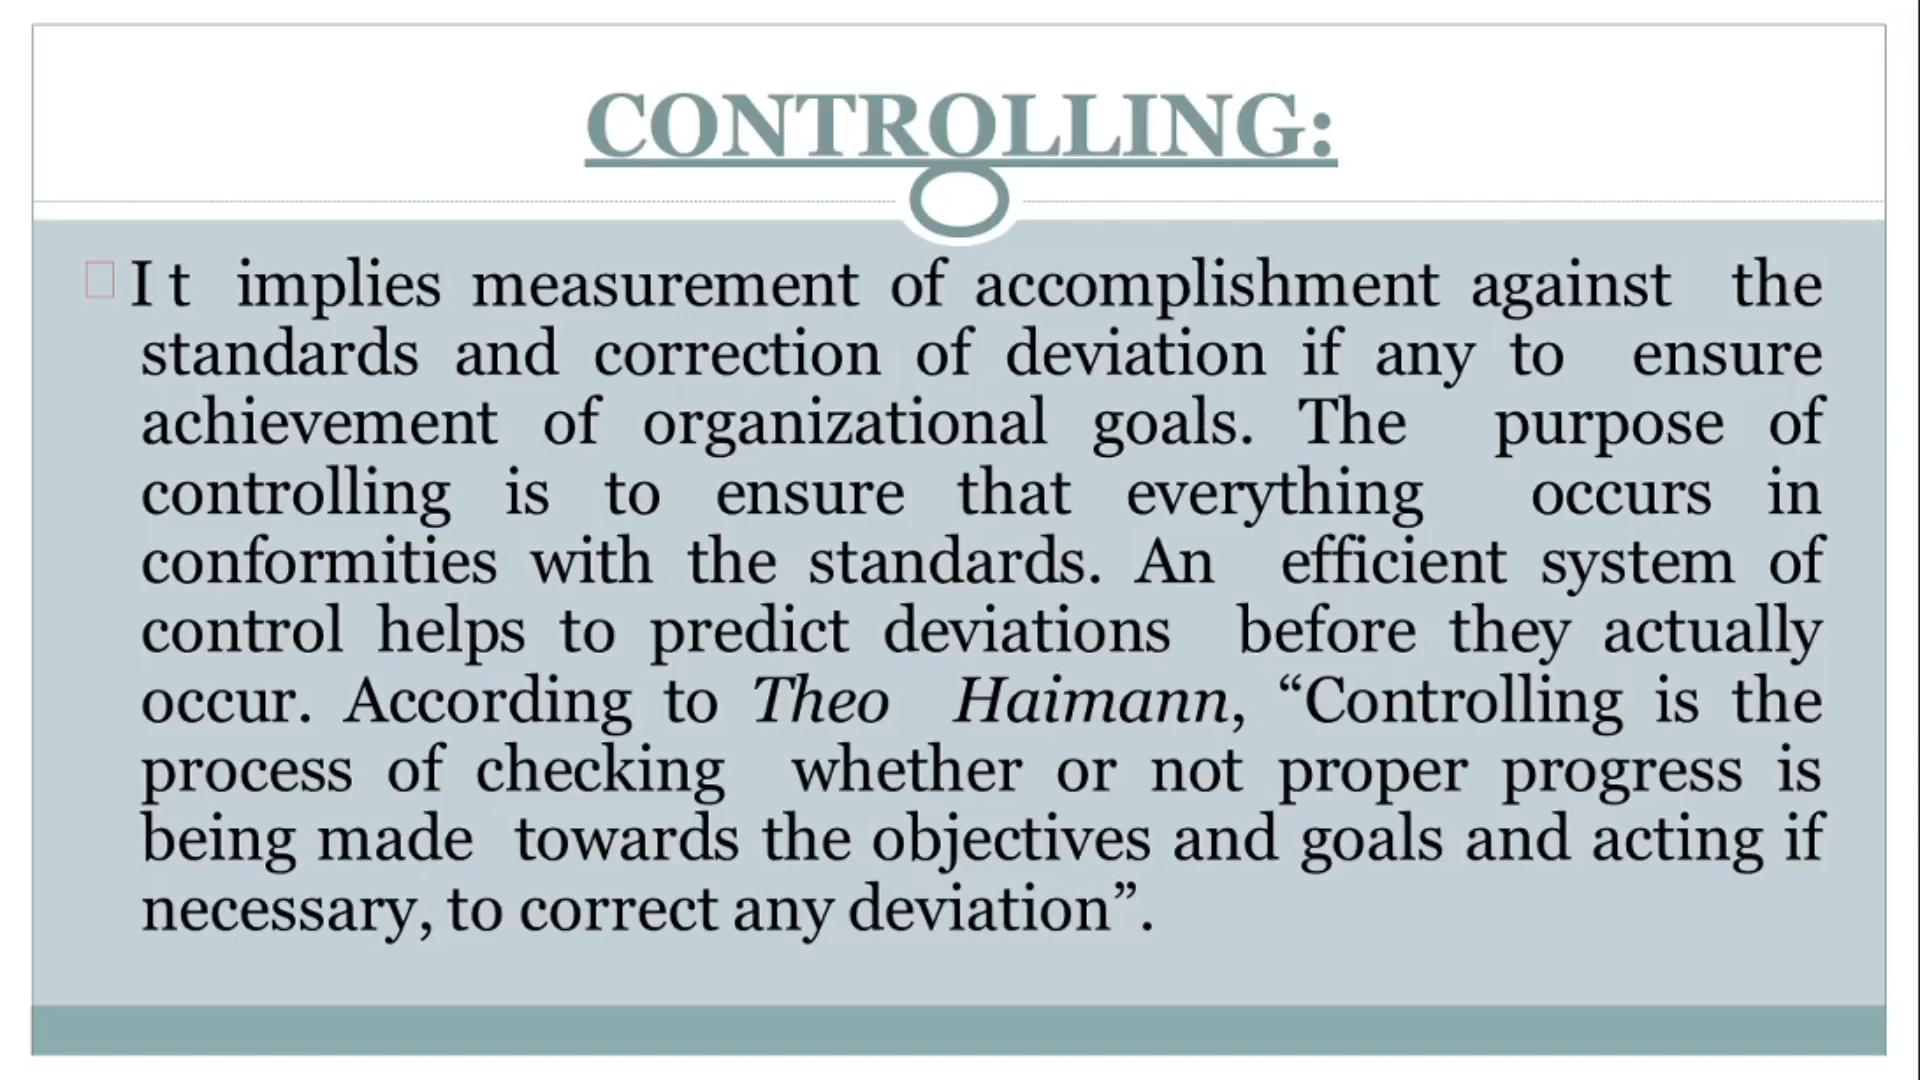 CONTROLLING:
I t implies measurement of accomplishment against the
standards and correction of deviation if any to ensure
achievement of organizational goals. The purpose of
controlling is to ensure that everything occurs in
conformities with the standards. An efficient system of
control helps to predict deviations before they actually
occur. According to Theo Haimann, “Controlling is the
process of checking whether or not proper progress is
being made towards the objectives and goals and acting if
necessary, to correct any deviation”.